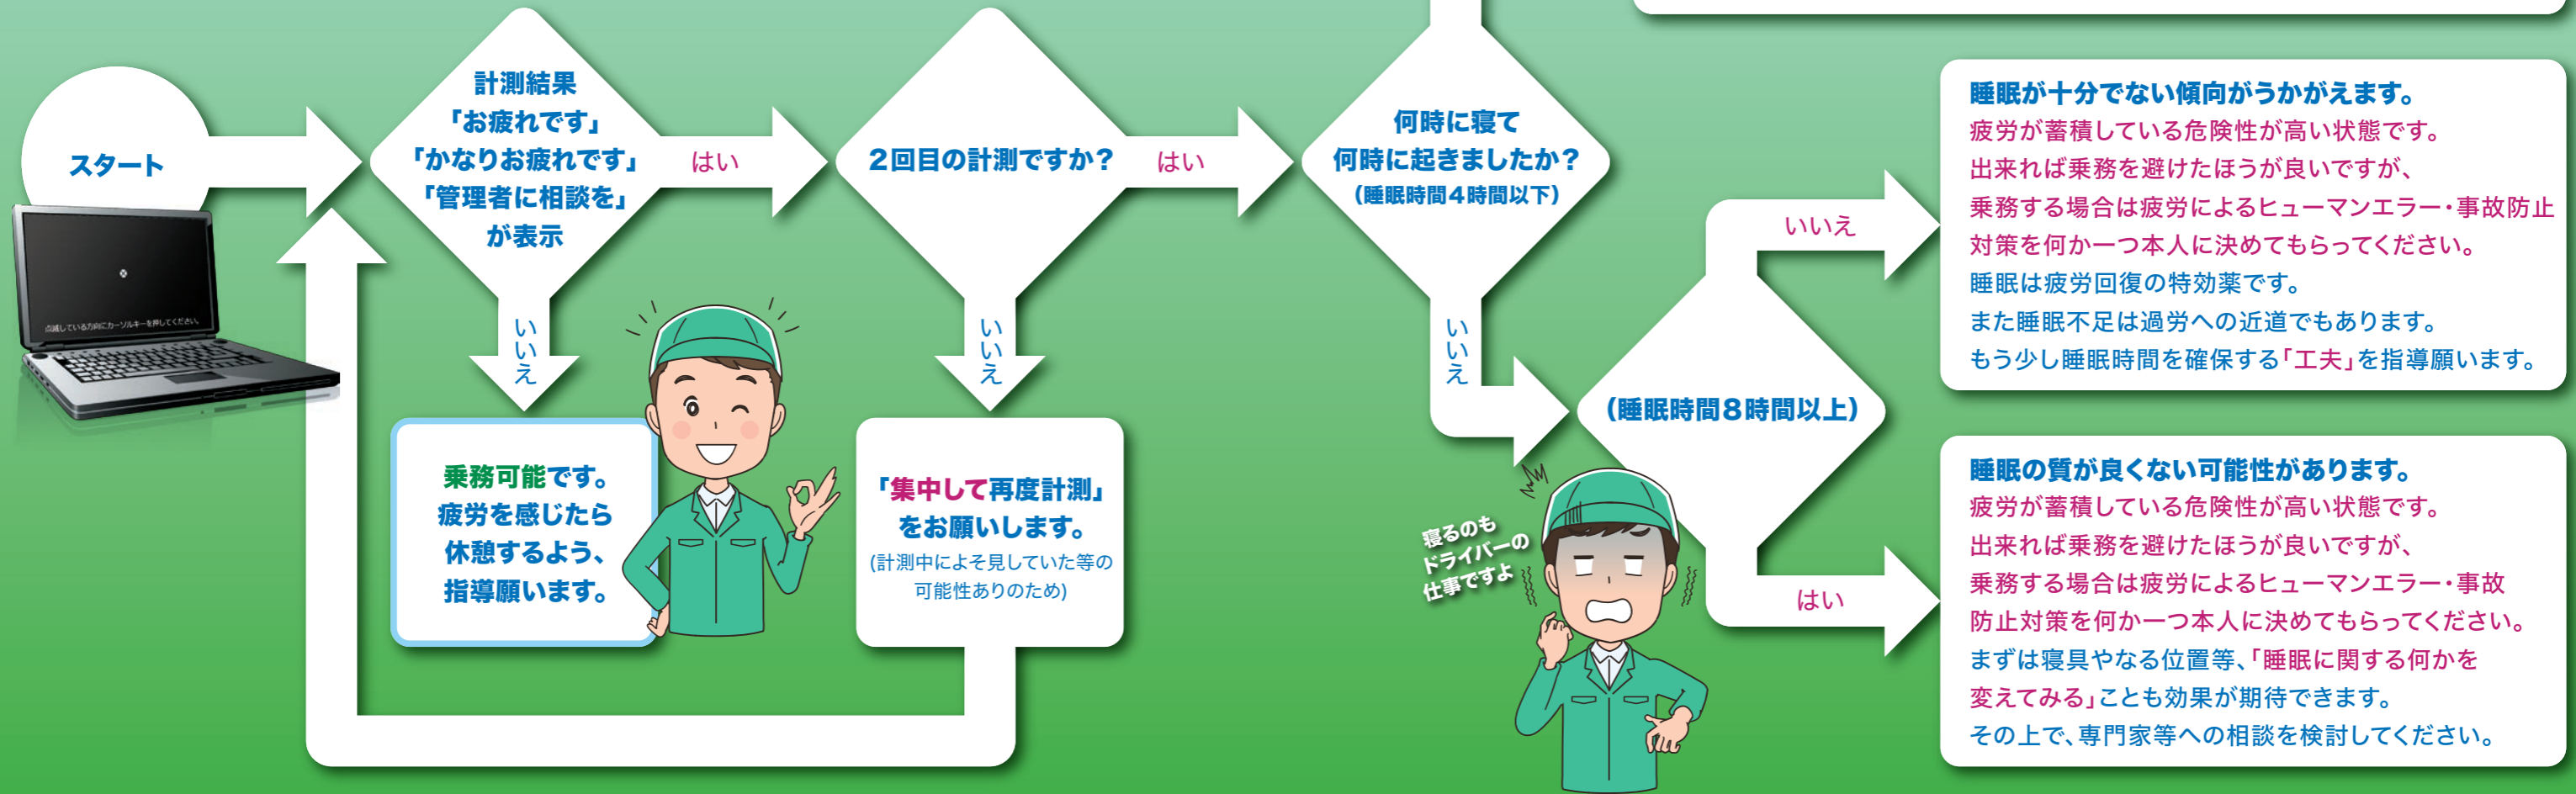 スタート
点滅している方向にカーソルキーを押してください。
計測結果
「お疲れです」
「かなりお疲れです」
「管理者に相談を」
が表示
はい
いいえ
乗務可能です。
疲労を感じたら
休憩するよう、
指導願います。
2回目の計測ですか?
はい
いいえ
「集中して再度計測」
をお願いします。
(計測中によそ見していた等の
可能性ありのため)
何時に寝て
何時に起きましたか?
(睡眠時間4時間以下)
いいえ
(睡眠時間8時間以上)
寝るのも
ドライバーの
仕事ですよ
いいえ
睡眠が十分でない傾向がうかがえます。
疲労が蓄積している危険性が高い状態です。
出来れば乗務を避けたほうが良いですが、
乗務する場合は疲労によるヒューマンエラー・事故防止
対策を何か一つ本人に決めてもらってください。
睡眠は疲労回復の特効薬です。
また睡眠不足は過労への近道でもあります。
もう少し睡眠時間を確保する「工夫」を指導願います。
はい
睡眠の質が良くない可能性があります。
疲労が蓄積している危険性が高い状態です。
出来れば乗務を避けたほうが良いですが、
乗務する場合は疲労によるヒューマンエラー・事故
防止対策を何か一つ本人に決めてもらってください。
まずは寝具やなる位置等、「睡眠に関する何かを
変えてみる」ことも効果が期待できます。
その上で、専門家等への相談を検討してください。